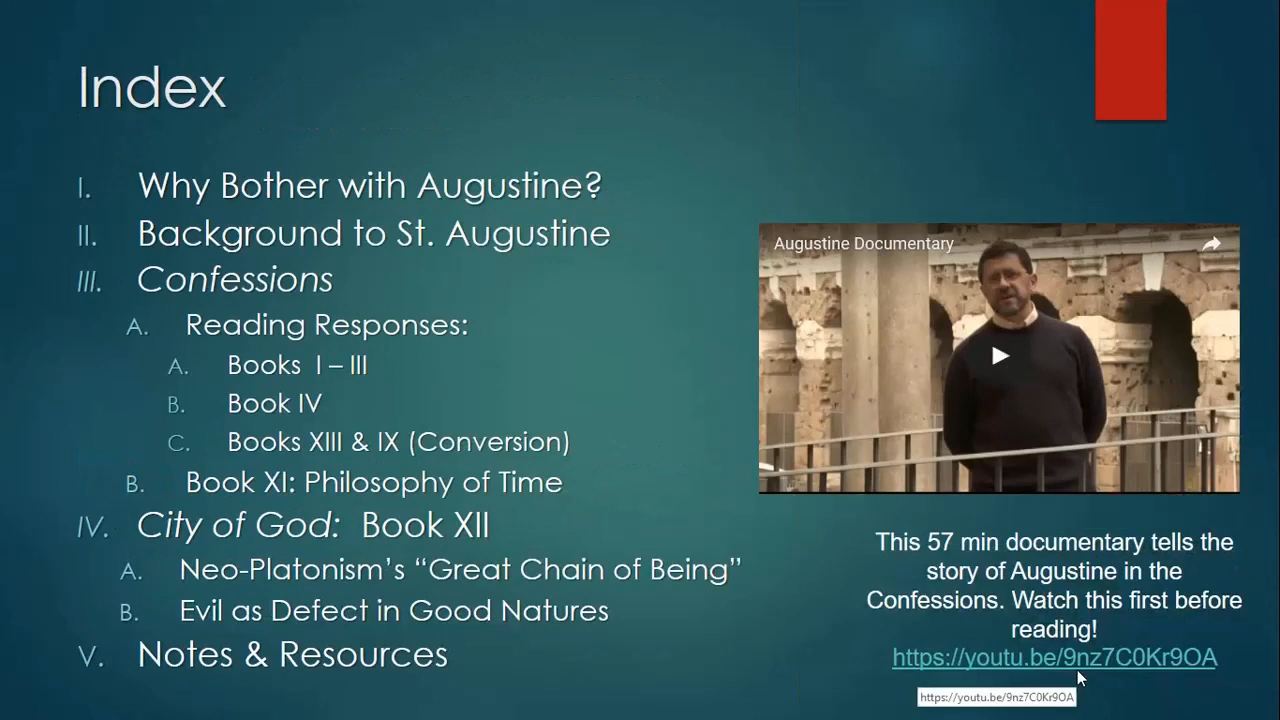 Index
I. Why Bother with Augustine?
II. Background to St. Augustine
III. Confessions
A. Reading Responses:
A. Books I – III
B. Book IV
C. Books XIII & IX (Conversion)
B. Book XI: Philosophy of Time
IV. City of God: Book XII
A. Neo-Platonism’s “Great Chain of Being”
B. Evil as Defect in Good Natures
V. Notes & Resources
Augustine Documentary
This 57 min documentary tells the
story of Augustine in the
Confessions. Watch this first before
reading!
https://youtu.be/9nz7C0Kr9OA
https://youtu.be/9nz7C0Kr9OA